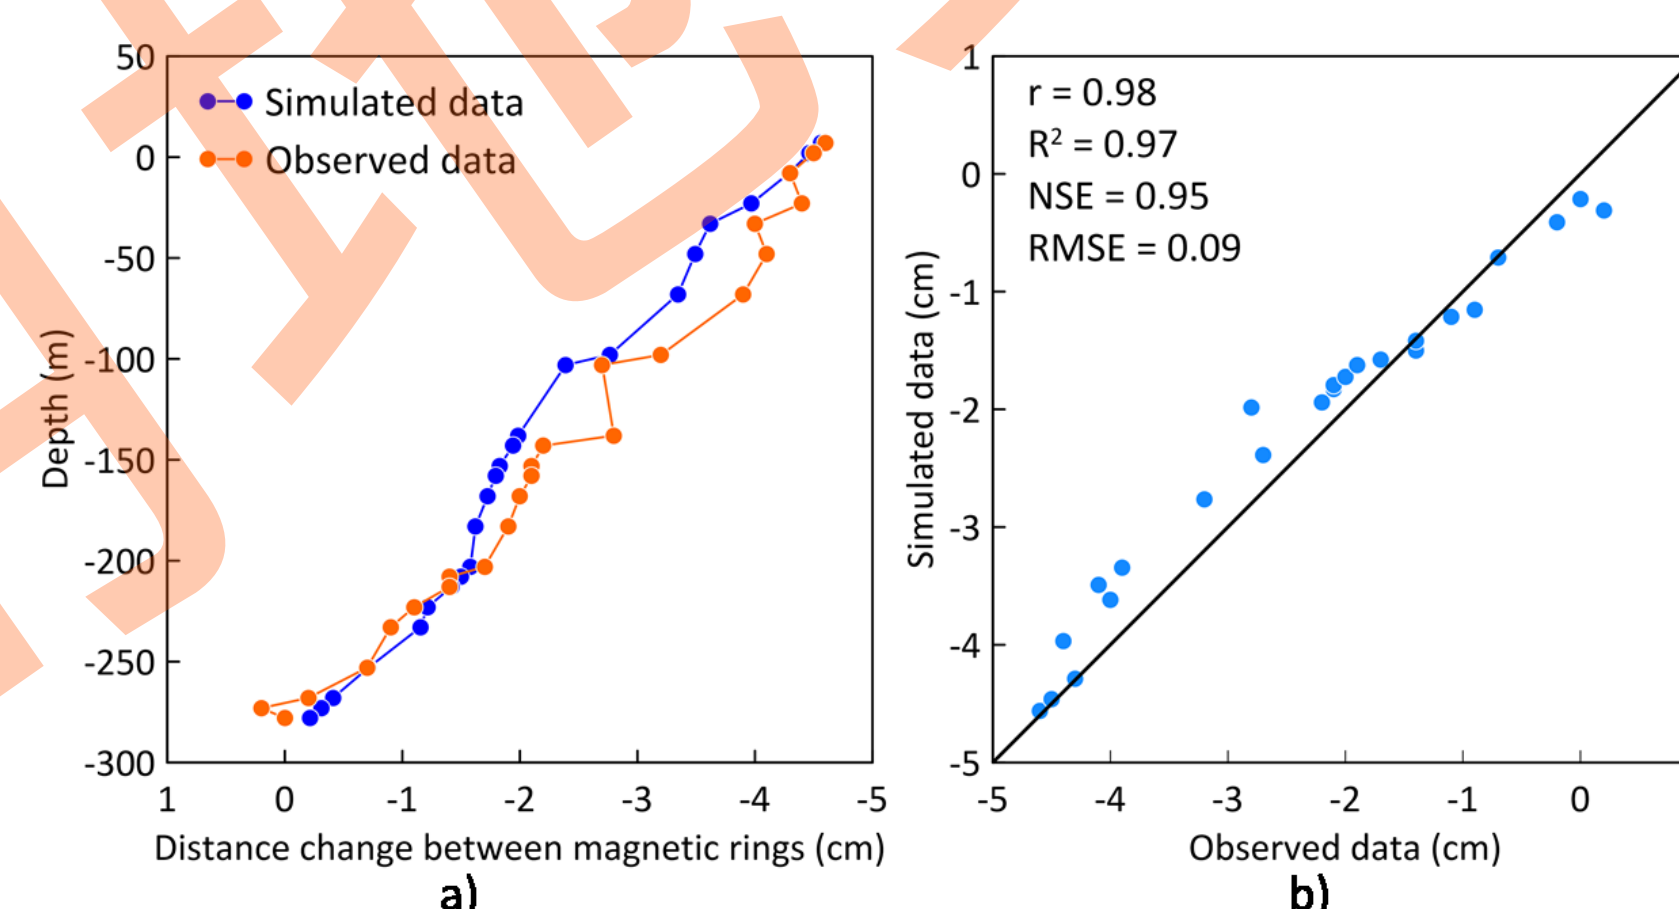 50
0
-50
-100
-150
-200
-250
-300
1 0 -1 -2 -3 -4 -5
Depth (m)
Distance change between magnetic rings (cm)
Simulated data
Observed data
a)
1
0
-1
-2
-3
-4
-5
-5 -4 -3 -2 -1 0
Simulated data (cm)
Observed data (cm)
r = 0.98
R² = 0.97
NSE = 0.95
RMSE = 0.09
b)